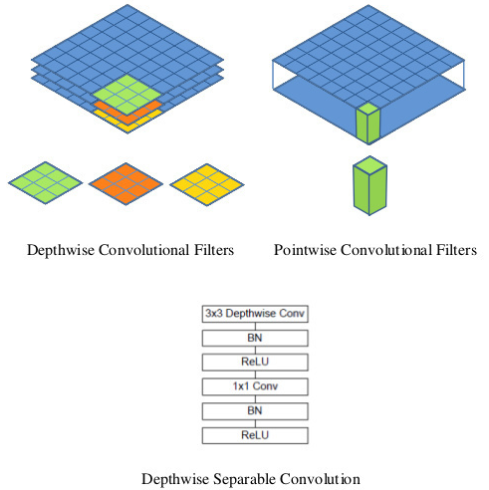 Depthwise Convolutional Filters
Pointwise Convolutional Filters
3x3 Depthwise Conv
BN
ReLU
1x1 Conv
BN
ReLU
Depthwise Separable Convolution